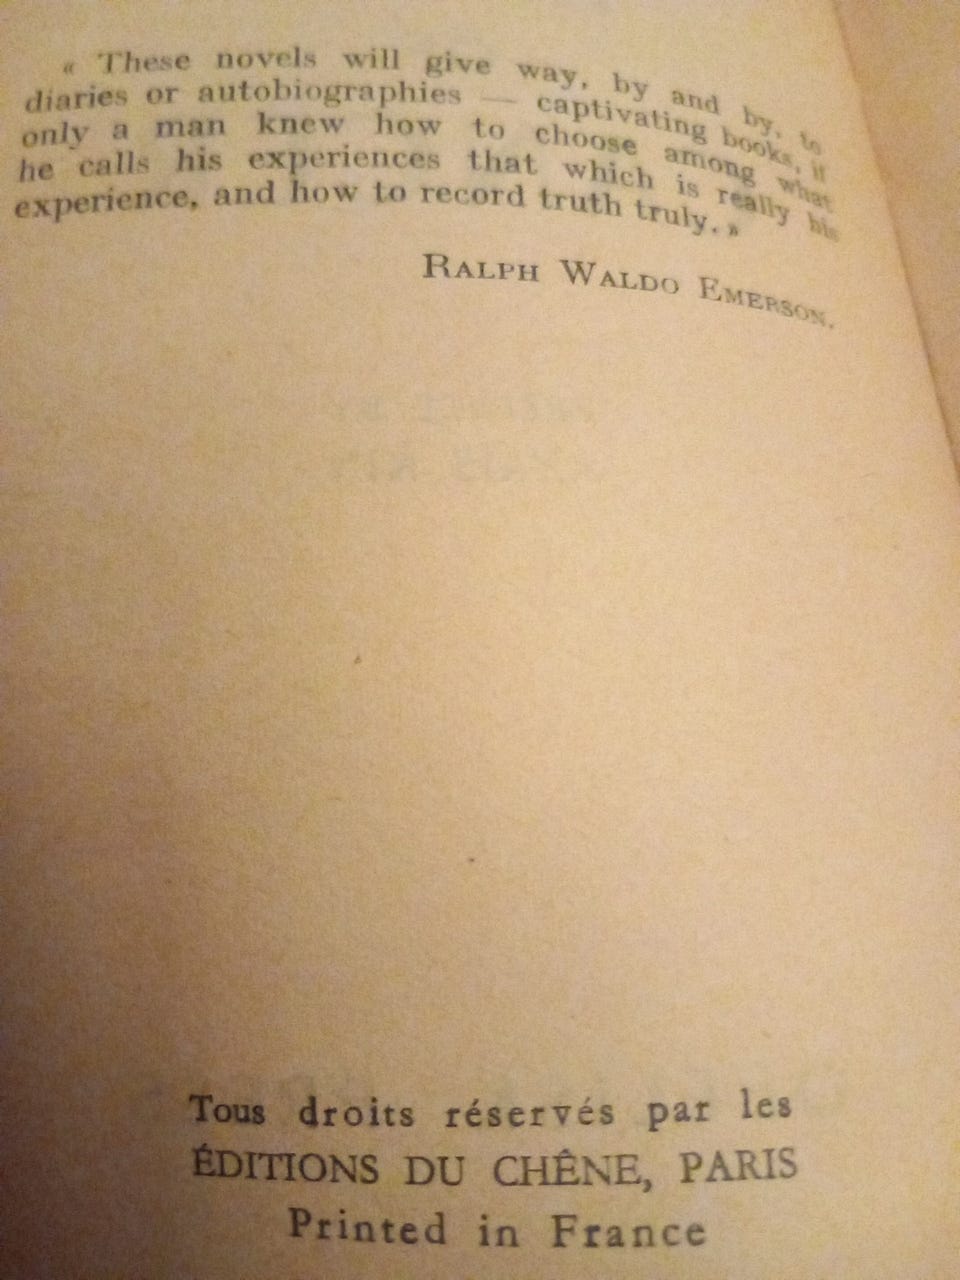 « These novels will give way, by and by, to
diaries or autobiographies — captivating books, if
only a man knew how to choose among what
he calls his experiences that which is really his
experience, and how to record truth truly. »
RALPH WALDO EMERSON.
Tous droits réservés par les
ÉDITIONS DU CHÊNE, PARIS
Printed in France